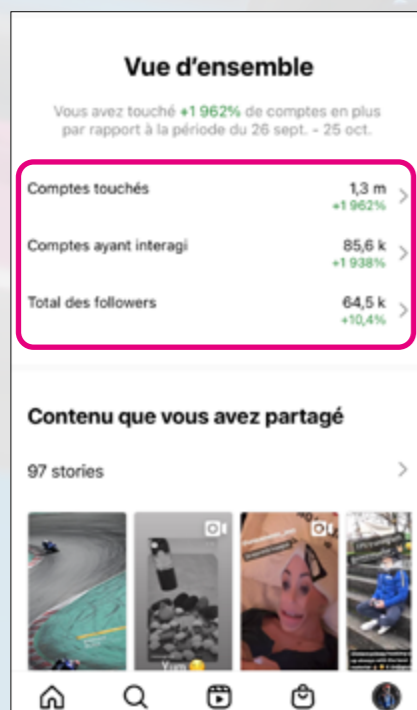 Vue d'ensemble
Vous avez touché +1 962% de comptes en plus
par rapport à la période du 26 sept. - 25 oct.
Comptes touchés
1,3 m
+1 962%
Comptes ayant interagi
85,6 k
+1 938%
Total des followers
64,5 k
+10,4%
Contenu que vous avez partagé
97 stories
Yum